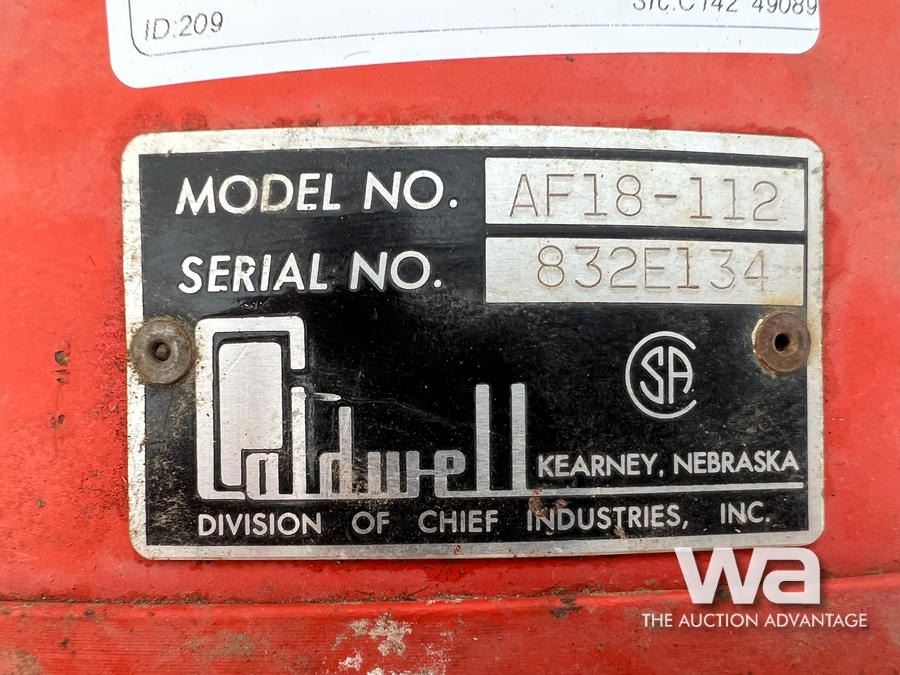 ID:209
MODEL NO. AF18-112
SERIAL NO. 832E134
CSA
Caldwell
KEARNEY, NEBRASKA
DIVISION OF CHIEF INDUSTRIES, INC.
wa
THE AUCTION ADVANTAGE